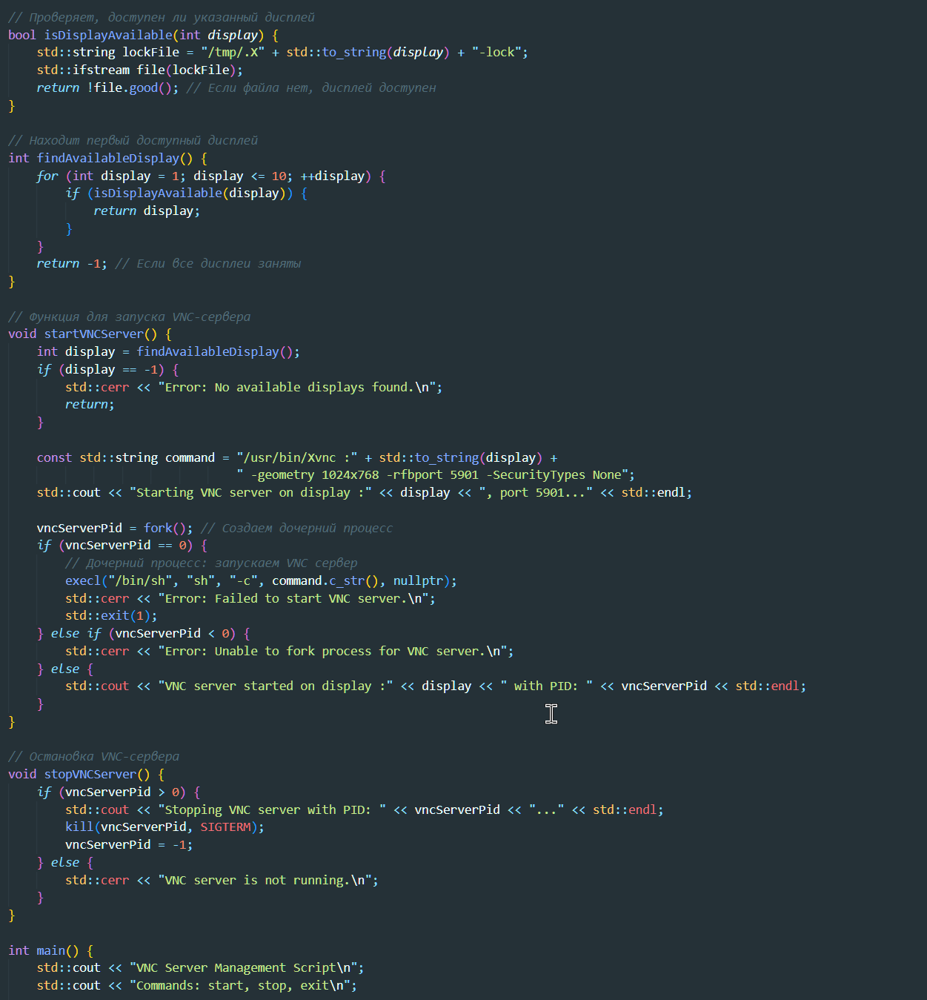 // Проверяет, доступен ли указанный дисплей
bool isDisplayAvailable(int display) {
    std::string lockFile = "/tmp/.X" + std::to_string(display) + "-lock";
    std::ifstream file(lockFile);
    return !file.good(); // Если файла нет, дисплей доступен
}

// Находит первый доступный дисплей
int findAvailableDisplay() {
    for (int display = 1; display <= 10; ++display) {
        if (isDisplayAvailable(display)) {
            return display;
        }
    }
    return -1; // Если все дисплеи заняты
}

// Функция для запуска VNC-сервера
void startVNCServer() {
    int display = findAvailableDisplay();
    if (display == -1) {
        std::cerr << "Error: No available displays found.\n";
        return;
    }

    const std::string command = "/usr/bin/Xvnc :" + std::to_string(display) +
                                " -geometry 1024x768 -rfbport 5901 -SecurityTypes None";
    std::cout << "Starting VNC server on display :" << display << ", port 5901..." << std::endl;

    vncServerPid = fork(); // Создаем дочерний процесс
    if (vncServerPid == 0) {
        // Дочерний процесс: запускаем VNC сервер
        execl("/bin/sh", "sh", "-c", command.c_str(), nullptr);
        std::cerr << "Error: Failed to start VNC server.\n";
        std::exit(1);
    } else if (vncServerPid < 0) {
        std::cerr << "Error: Unable to fork process for VNC server.\n";
    } else {
        std::cout << "VNC server started on display :" << display << " with PID: " << vncServerPid << std::endl;
    }
}

// Остановка VNC-сервера
void stopVNCServer() {
    if (vncServerPid > 0) {
        std::cout << "Stopping VNC server with PID: " << vncServerPid << "..." << std::endl;
        kill(vncServerPid, SIGTERM);
        vncServerPid = -1;
    } else {
        std::cerr << "VNC server is not running.\n";
    }
}

int main() {
    std::cout << "VNC Server Management Script\n";
    std::cout << "Commands: start, stop, exit\n";